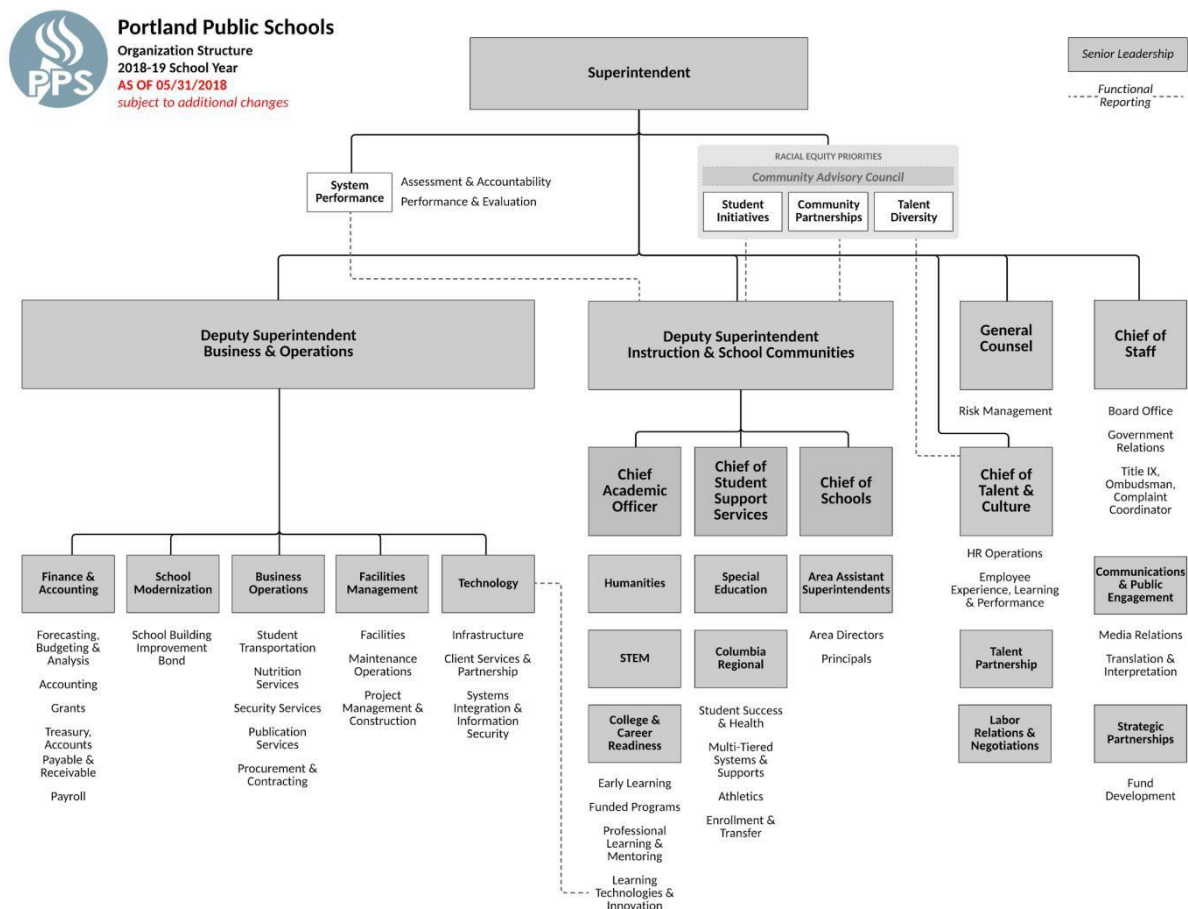 PPS
Portland Public Schools
Organization Structure
2018-19 School Year
AS OF 05/31/2018
subject to additional changes
Superintendent
Senior Leadership
Functional
Reporting
System
Performance
Assessment & Accountability
Performance & Evaluation
RACIAL EQUITY PRIORITIES
Community Advisory Council
Student
Initiatives
Community
Partnerships
Talent
Diversity
Deputy Superintendent
Business & Operations
Deputy Superintendent
Instruction & School Communities
General
Counsel
Chief of
Staff
Risk Management
Board Office
Government
Relations
Title IX,
Ombudsman,
Complaint
Coordinator
Chief
Academic
Officer
Chief of
Student
Support
Services
Chief of
Schools
Chief of
Talent &
Culture
HR Operations
Employee
Experience, Learning
& Performance
Finance &
Accounting
School
Modernization
Business
Operations
Facilities
Management
Technology
Humanities
Special
Education
Area Assistant
Superintendents
Communications
& Public
Engagement
Forecasting,
Budgeting &
Analysis
Accounting
Grants
Treasury,
Accounts
Payable &
Receivable
Payroll
School Building
Improvement
Bond
Student
Transportation
Nutrition
Services
Security Services
Publication
Services
Procurement &
Contracting
Facilities
Maintenance
Operations
Project
Management &
Construction
Infrastructure
Client Services &
Partnership
Systems
Integration &
Information
Security
STEM
Columbia
Regional
Area Directors
Principals
Talent
Partnership
Media Relations
Translation &
Interpretation
College &
Career
Readiness
Early Learning
Funded Programs
Professional
Learning &
Mentoring
Learning
Technologies &
Innovation
Student Success
& Health
Multi-Tiered
Systems &
Supports
Athletics
Enrollment &
Transfer
Labor
Relations &
Negotiations
Strategic
Partnerships
Fund
Development